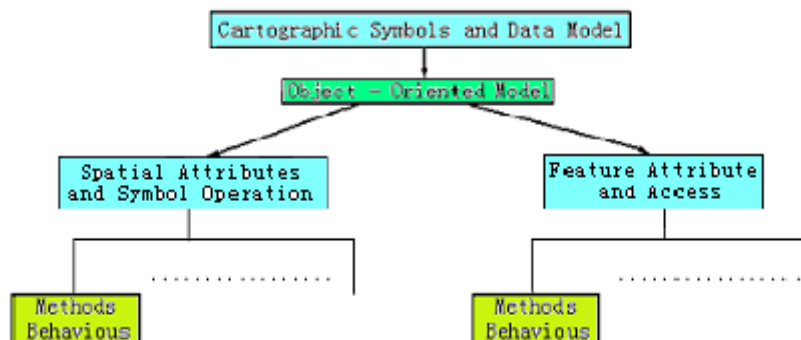 Cartographic Symbols and Data Model
Object - Oriented Model
Spatial Attributes
and Symbol Operation
Feature Attribute
and Access
Methods
Behavious
Methods
Behavious